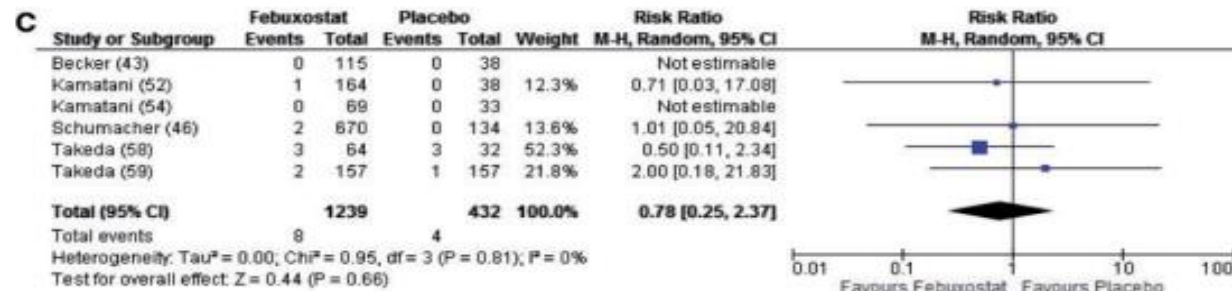 C
Febuxostat Placebo Risk Ratio Risk Ratio
Study or Subgroup Events Total Events Total Weight M-H, Random, 95% CI M-H, Random, 95% CI
Becker (43) 0 115 0 38 Not estimable
Kamatani (52) 1 164 0 38 12.3% 0.71 [0.03, 17.08]
Kamatani (54) 0 69 0 33 Not estimable
Schumacher (46) 2 670 0 134 13.6% 1.01 [0.05, 20.84]
Takeda (58) 3 64 3 32 52.3% 0.50 [0.11, 2.34]
Takeda (59) 2 157 1 157 21.8% 2.00 [0.18, 21.83]
Total (95% CI) 1239 432 100.0% 0.78 [0.25, 2.37]
Total events 8 4
Heterogeneity: Tau² = 0.00; Chi² = 0.95, df = 3 (P = 0.81); I² = 0%
Test for overall effect: Z = 0.44 (P = 0.66)
0.01 0.1 1 10 100
Favours Febuxostat Favours Placebo